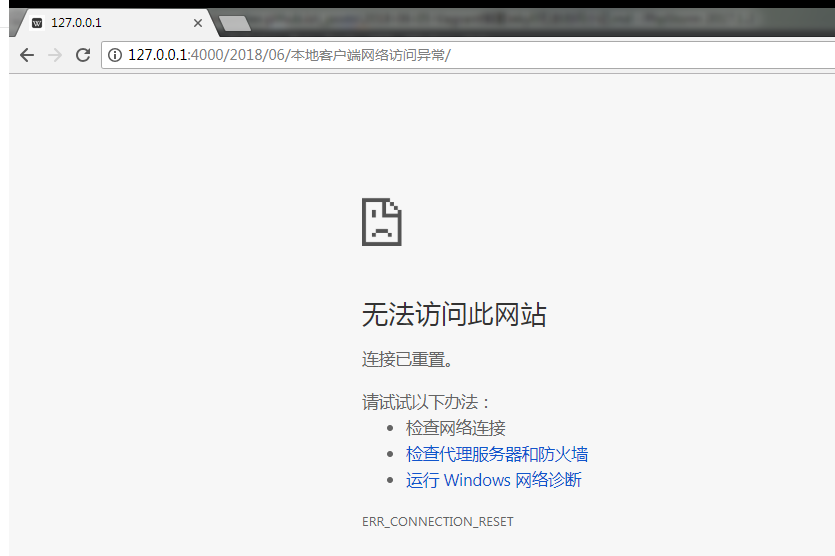 127.0.0.1
127.0.0.1:4000/2018/06/本地客户端网络访问异常/
无法访问此网站
连接已重置。
请试试以下办法：
检查网络连接
检查代理服务器和防火墙
运行 Windows 网络诊断
ERR_CONNECTION_RESET